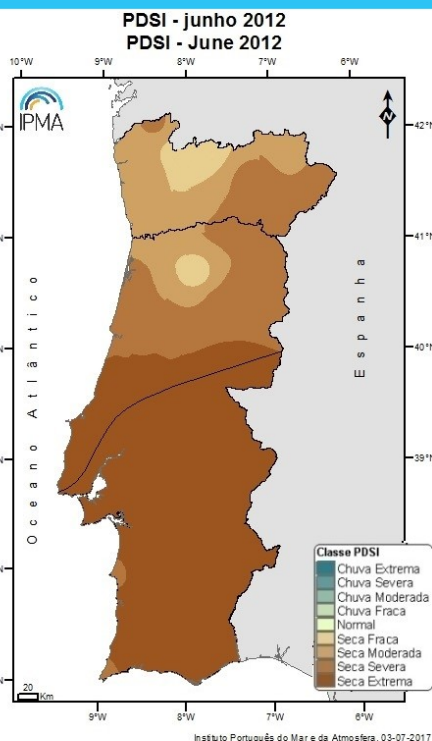 PDSI - junho 2012
PDSI - June 2012
10°W 9°W 8°W 7°W 6°W
IPMA
N
42°N
41°N
Oceano Atlântico
Espanha
40°N
39°N
Classe PDSI
Chuva Extrema
Chuva Severa
Chuva Moderada
Chuva Fraca
Normal
Seca Fraca
Seca Moderada
Seca Severa
Seca Extrema
20
Km
9°W 8°W 7°W 6°W
Instituto Português do Mar e da Atmosfera, 03-07-2017